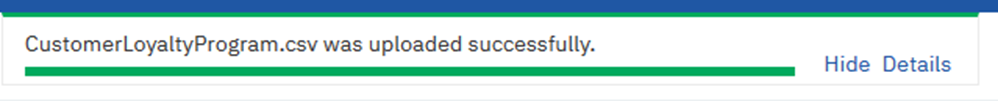 CustomerLoyaltyProgram.csv was uploaded successfully.
Hide Details